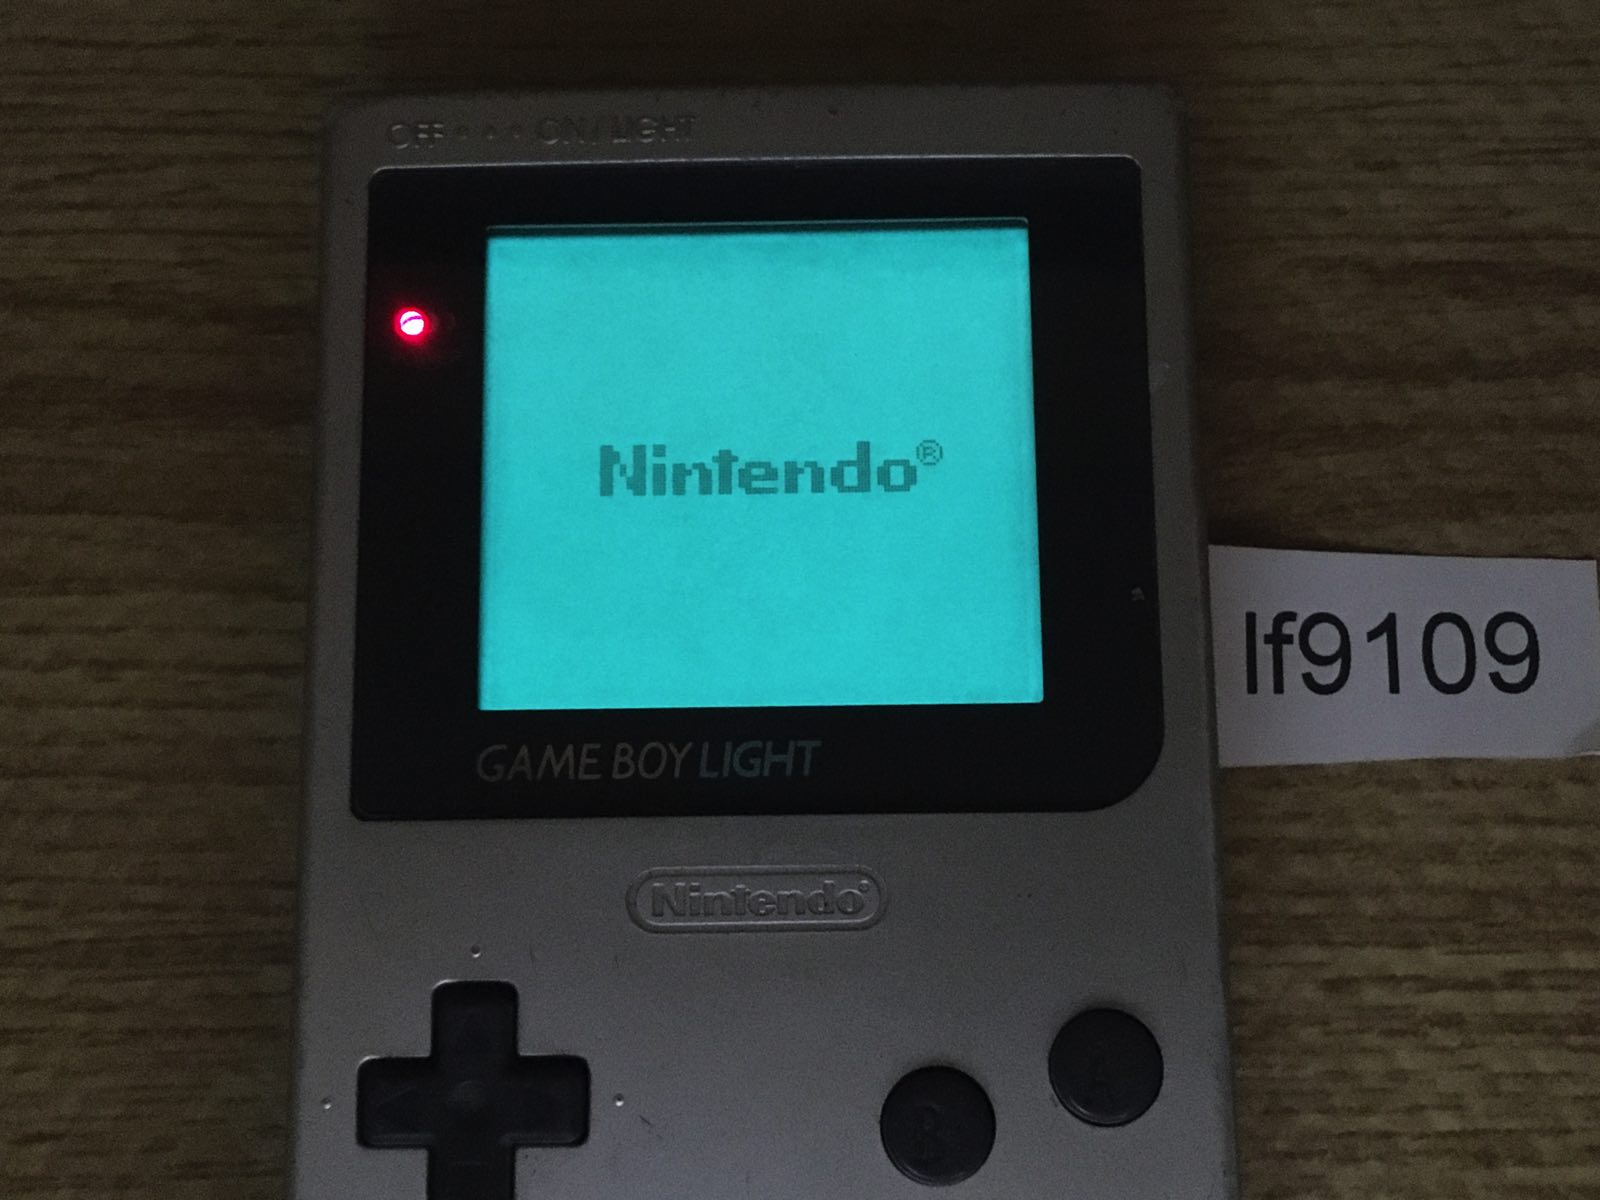 OFF • • • ON / LIGHT
Nintendo®
lf9109
GAME BOY LIGHT
Nintendo®
A
B